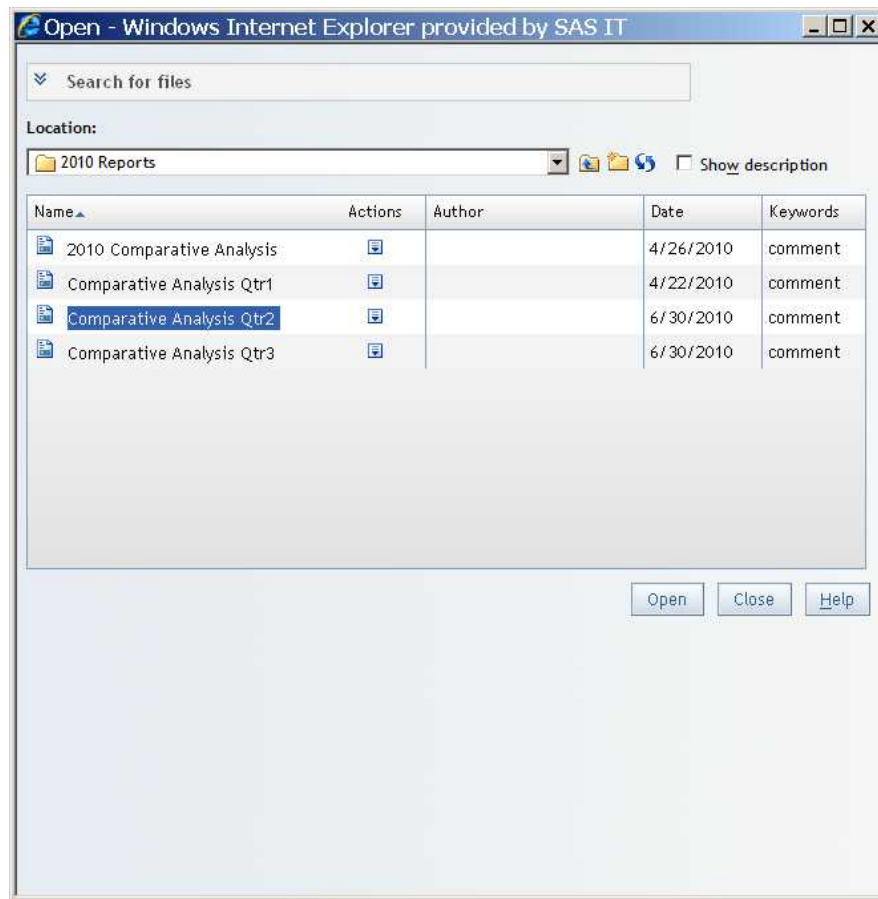 Open - Windows Internet Explorer provided by SAS IT
Search for files
Location:
2010 Reports Show description
Name Actions Author Date Keywords
2010 Comparative Analysis 4/26/2010 comment
Comparative Analysis Qtr1 4/22/2010 comment
Comparative Analysis Qtr2 6/30/2010 comment
Comparative Analysis Qtr3 6/30/2010 comment
Open Close Help